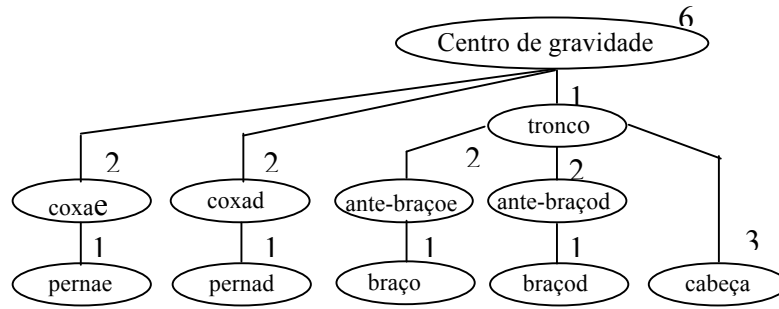 6
Centro de gravidade
1
tronco
2 2 2 2
coxae coxad ante-braçoe ante-braçod
1 1 1 1 3
pernae pernad braço braçod cabeça